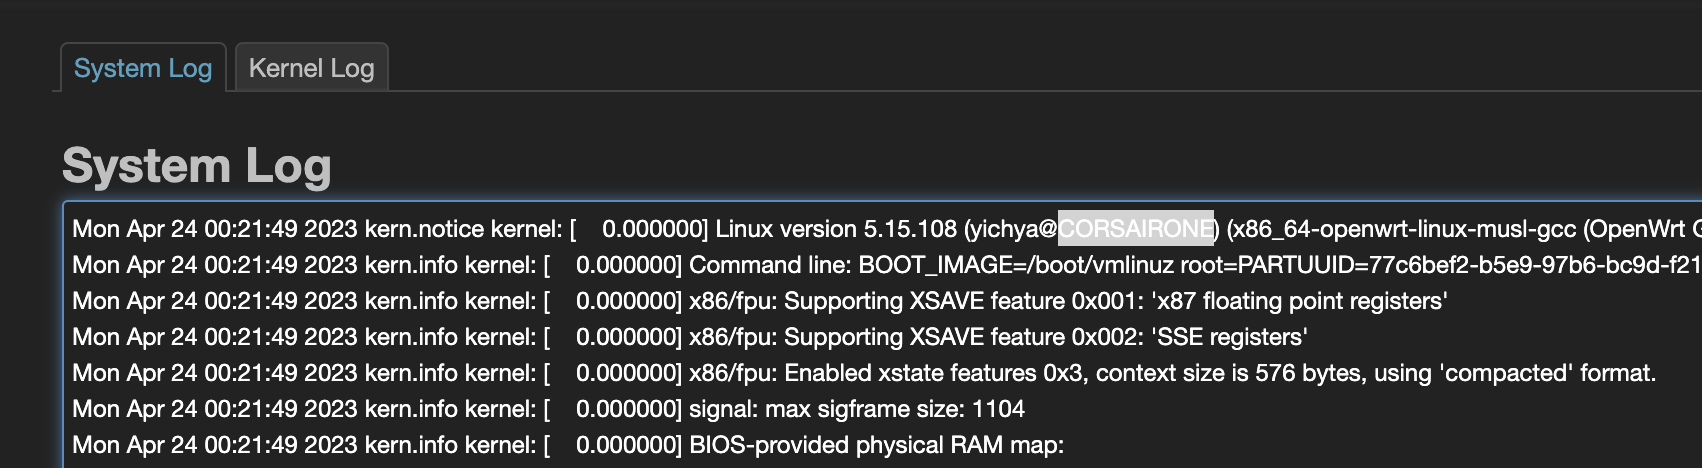 System Log
Kernel Log
System Log
Mon Apr 24 00:21:49 2023 kern.notice kernel: [    0.000000] Linux version 5.15.108 (yichya@CORSAIRONE) (x86_64-openwrt-linux-musl-gcc (OpenWrt G
Mon Apr 24 00:21:49 2023 kern.info kernel: [    0.000000] Command line: BOOT_IMAGE=/boot/vmlinuz root=PARTUUID=77c6bef2-b5e9-97b6-bc9d-f21
Mon Apr 24 00:21:49 2023 kern.info kernel: [    0.000000] x86/fpu: Supporting XSAVE feature 0x001: 'x87 floating point registers'
Mon Apr 24 00:21:49 2023 kern.info kernel: [    0.000000] x86/fpu: Supporting XSAVE feature 0x002: 'SSE registers'
Mon Apr 24 00:21:49 2023 kern.info kernel: [    0.000000] x86/fpu: Enabled xstate features 0x3, context size is 576 bytes, using 'compacted' format.
Mon Apr 24 00:21:49 2023 kern.info kernel: [    0.000000] signal: max sigframe size: 1104
Mon Apr 24 00:21:49 2023 kern.info kernel: [    0.000000] BIOS-provided physical RAM map: